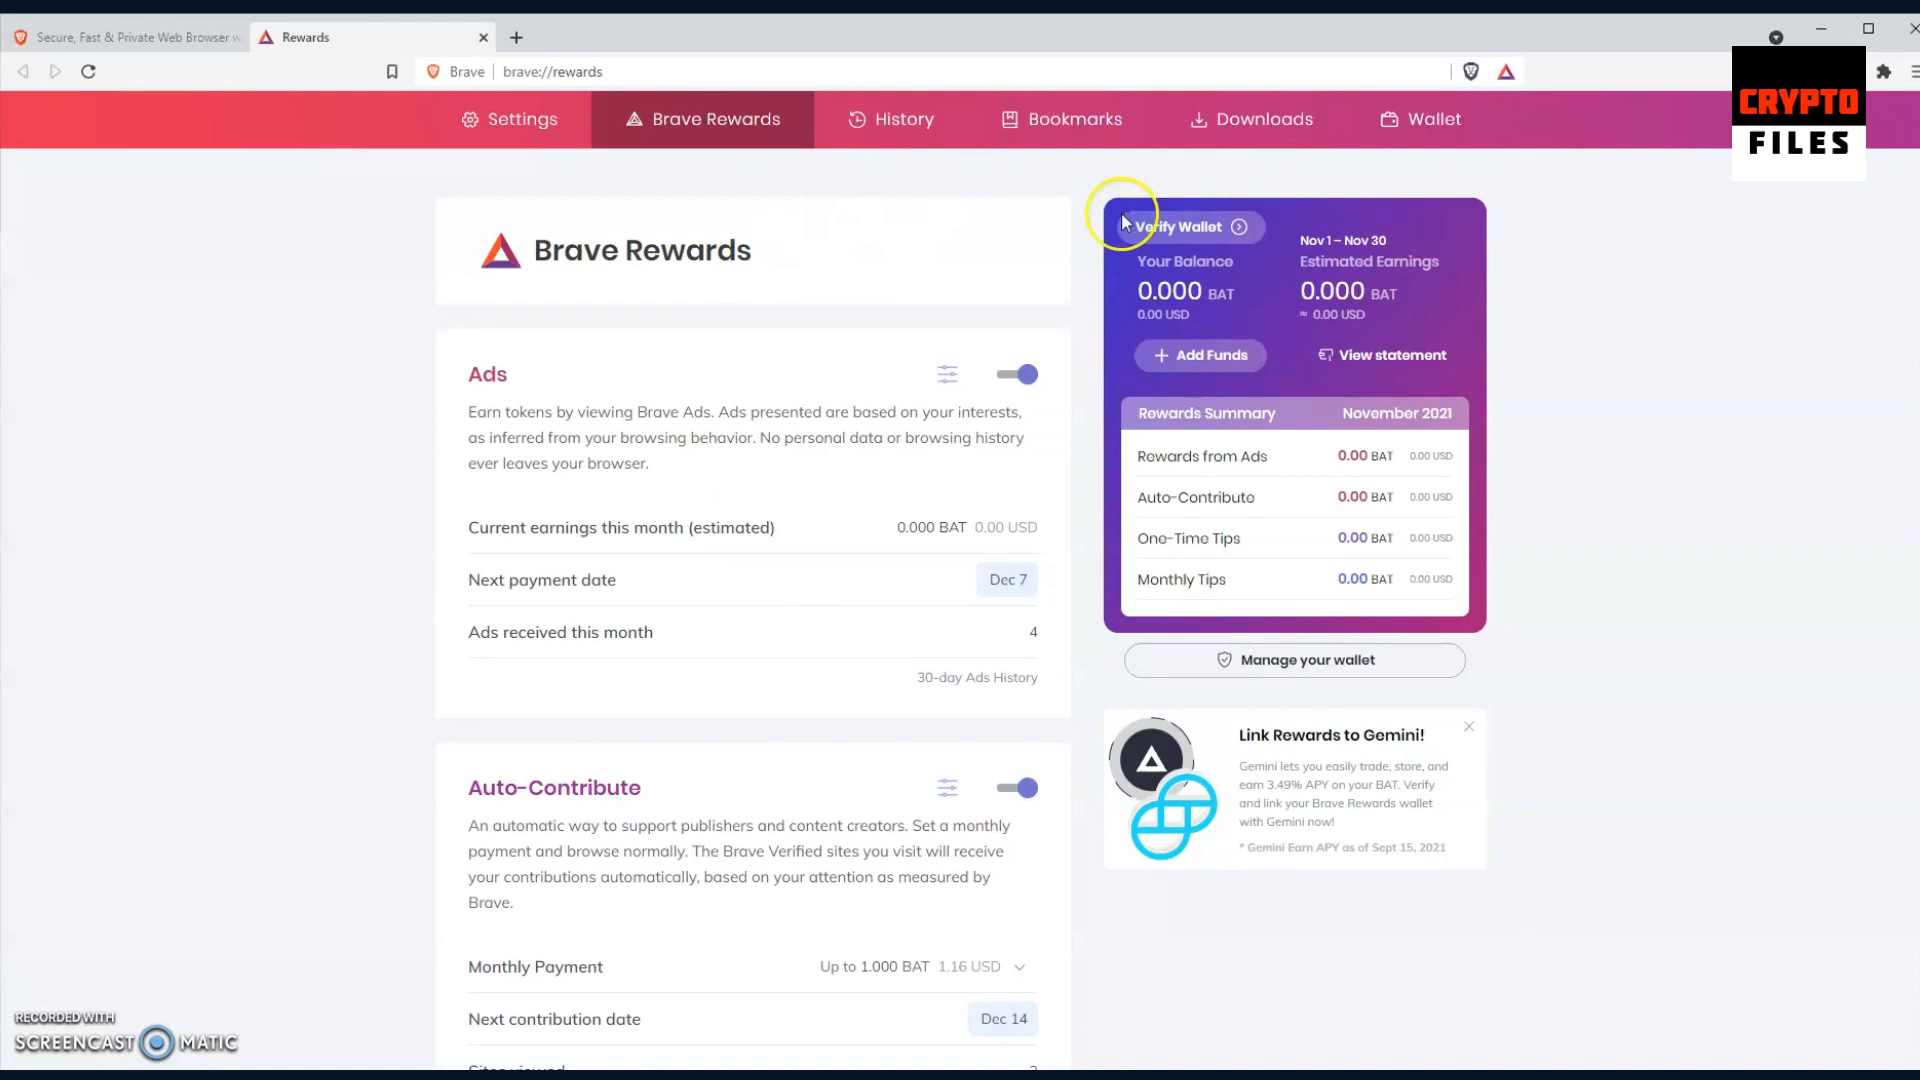 Secure, Fast & Private Web Browser w
Rewards
Brave
brave://rewards
CRYPTO
FILES
Settings
Brave Rewards
History
Bookmarks
Downloads
Wallet
Brave Rewards
Verify Wallet
Your Balance
0.000 BAT
0.00 USD
Nov 1 – Nov 30
Estimated Earnings
0.000 BAT
≈ 0.00 USD
Add Funds
View statement
Rewards Summary
November 2021
Rewards from Ads 0.00 BAT 0.00 USD
Auto-Contribute 0.00 BAT 0.00 USD
One-Time Tips 0.00 BAT 0.00 USD
Monthly Tips 0.00 BAT 0.00 USD
Manage your wallet
Link Rewards to Gemini!
Gemini lets you easily trade, store, and
earn 3.49% APY on your BAT. Verify
and link your Brave Rewards wallet
with Gemini now!
* Gemini Earn APY as of Sept 15, 2021
Ads
Earn tokens by viewing Brave Ads. Ads presented are based on your interests,
as inferred from your browsing behavior. No personal data or browsing history
ever leaves your browser.
Current earnings this month (estimated) 0.000 BAT 0.00 USD
Next payment date Dec 7
Ads received this month 4
30-day Ads History
Auto-Contribute
An automatic way to support publishers and content creators. Set a monthly
payment and browse normally. The Brave Verified sites you visit will receive
your contributions automatically, based on your attention as measured by
Brave.
Monthly Payment Up to 1.000 BAT 1.16 USD
Next contribution date Dec 14
RECORDED WITH
SCREENCAST MATIC